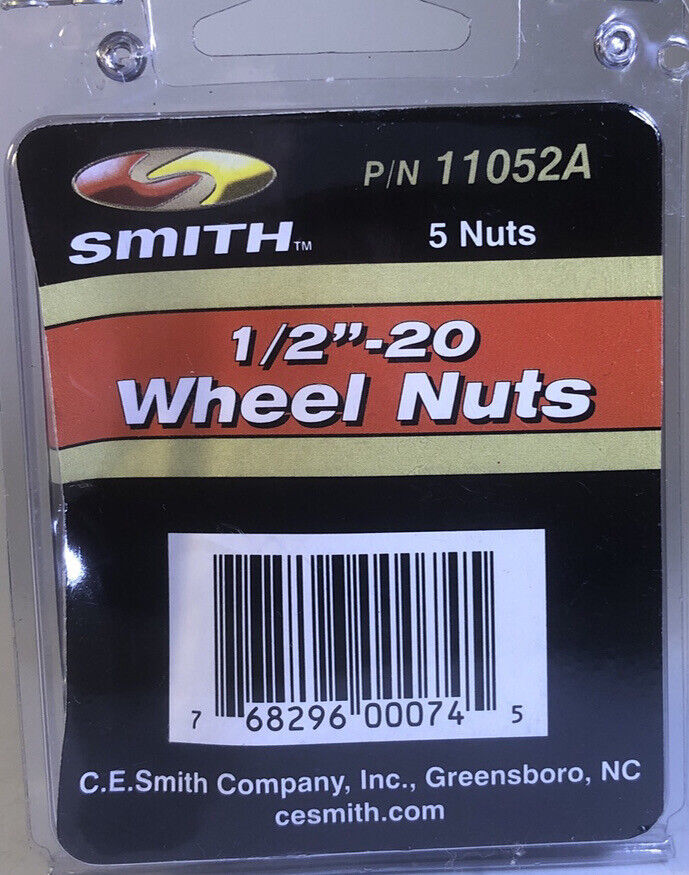 P/N 11052A
SMITH™
5 Nuts
1/2”-20
Wheel Nuts
7 68296 00074 5
C.E.Smith Company, Inc., Greensboro, NC
cesmith.com